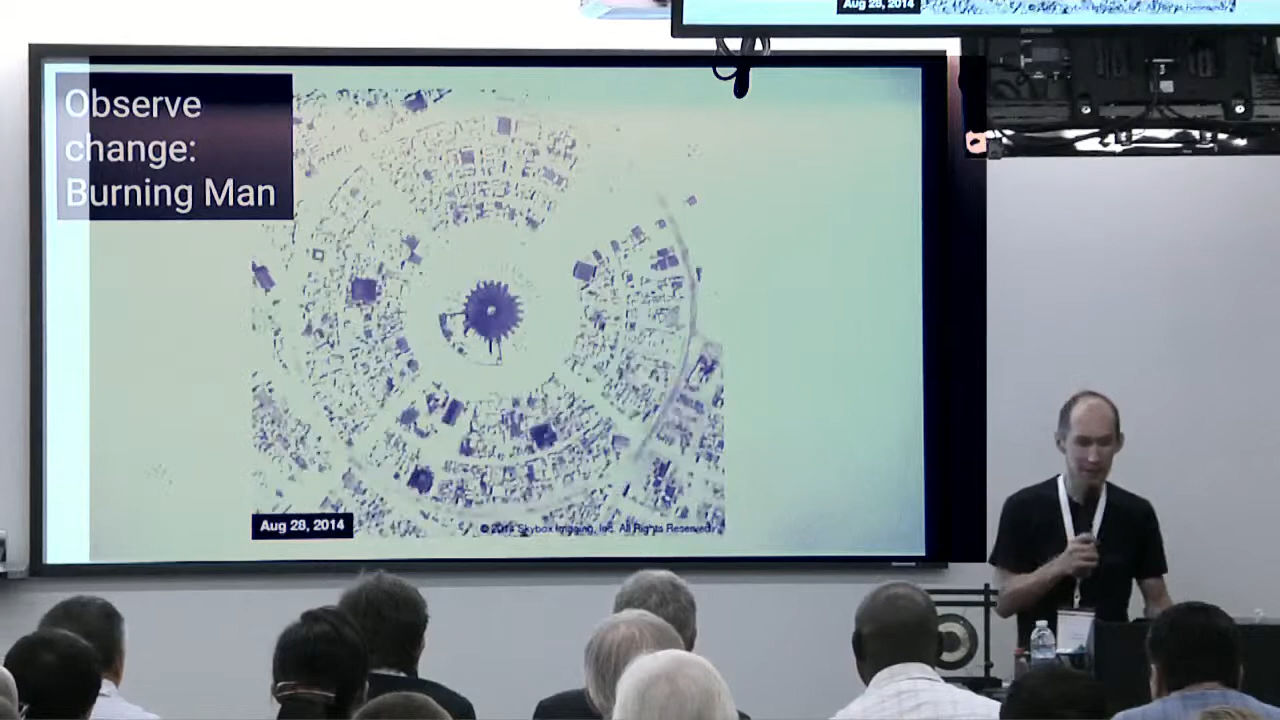 Aug 28, 2014
Observe
change:
Burning Man
Aug 28, 2014
© 2014 Skybox Imaging, Inc. All Rights Reserved.